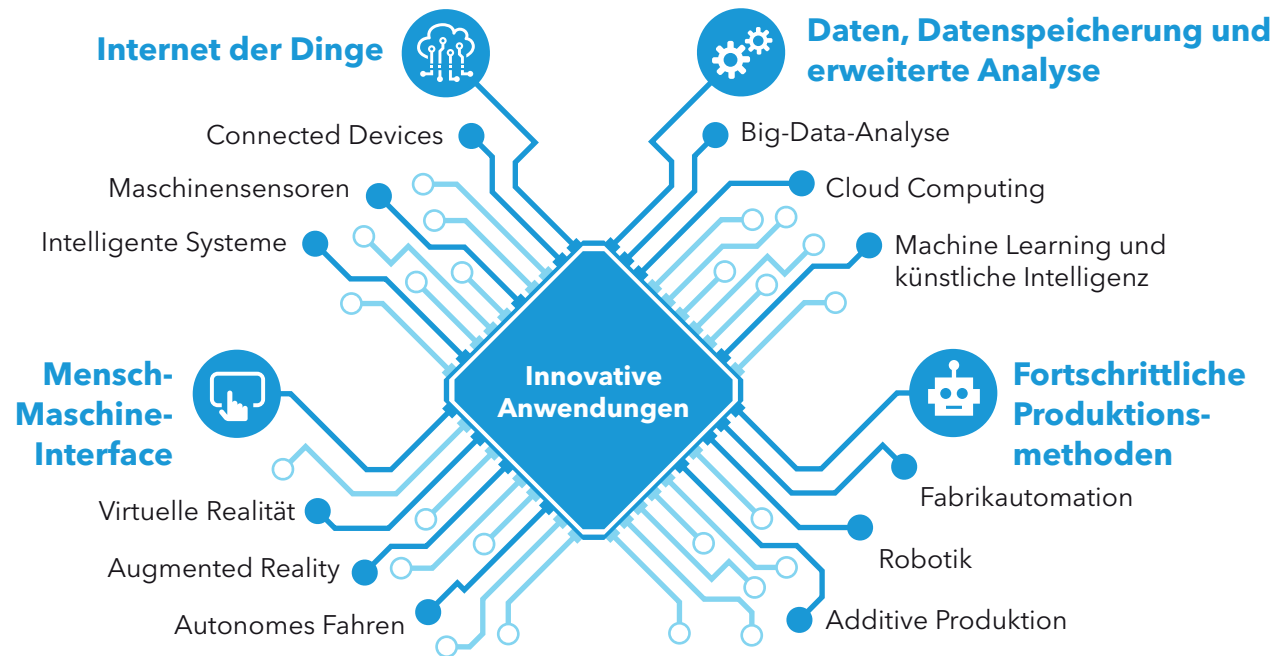 Internet der Dinge
Connected Devices
Maschinensensoren
Intelligente Systeme
Daten, Datenspeicherung und
erweiterte Analyse
Big-Data-Analyse
Cloud Computing
Machine Learning und
künstliche Intelligenz
Innovative
Anwendungen
Mensch-
Maschine-
Interface
Virtuelle Realität
Augmented Reality
Autonomes Fahren
Fortschrittliche
Produktions-
methoden
Fabrikautomation
Robotik
Additive Produktion